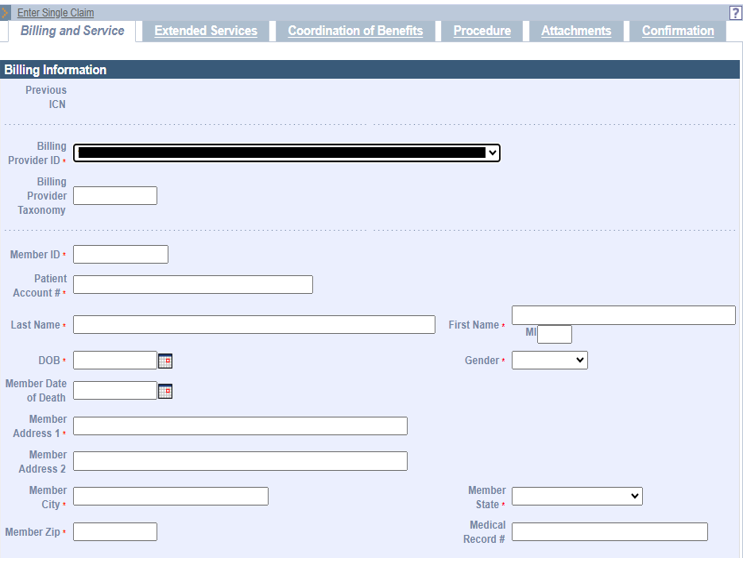 Enter Single Claim
?
Billing and Service Extended Services Coordination of Benefits Procedure Attachments Confirmation
Billing Information
Previous
ICN
Billing
Provider ID *
Billing
Provider
Taxonomy
Member ID *
Patient
Account # *
Last Name * First Name *
MI
DOB * Gender *
Member Date
of Death
Member
Address 1 *
Member
Address 2
Member
City *
Member
State *
Member Zip *
Medical
Record #